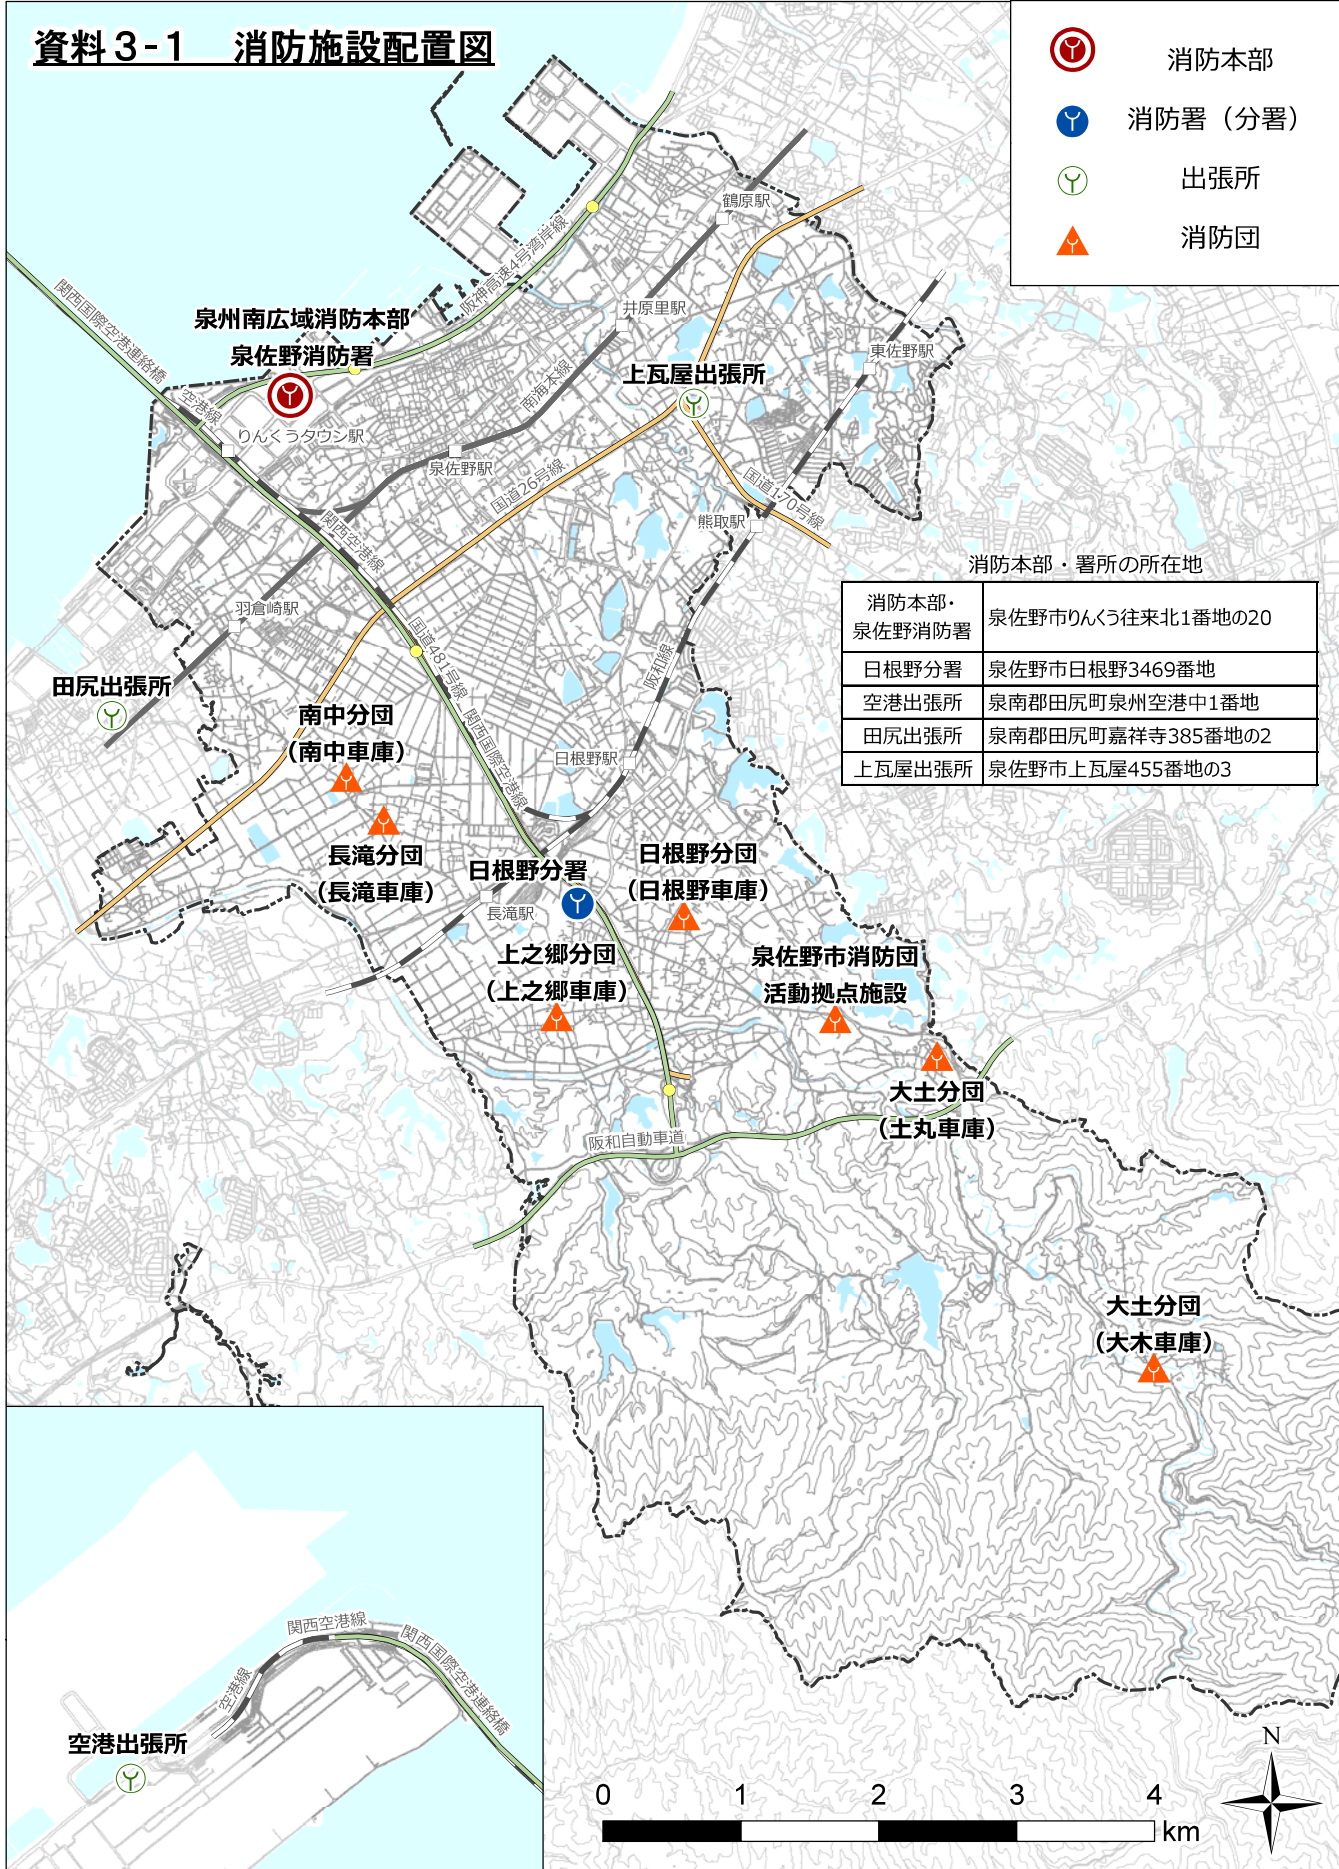 資料３-１　消防施設配置図
消防本部
消防署（分署）
出張所
消防団
鶴原駅
阪神高速4号湾岸線
関西国際空港連絡橋
井原里駅
泉州南広域消防本部
泉佐野消防署
東佐野駅
上瓦屋出張所
南海本線
空港線
りんくうタウン駅
泉佐野駅
国道26号線
国道170号線
熊取駅
関西空港線
消防本部・署所の所在地
消防本部・
泉佐野消防署
泉佐野市りんくう往来北1番地の20
日根野分署 泉佐野市日根野3469番地
空港出張所 泉南郡田尻町泉州空港中1番地
田尻出張所 泉南郡田尻町嘉祥寺385番地の2
上瓦屋出張所 泉佐野市上瓦屋455番地の3
羽倉崎駅
国道481号線
阪和線
田尻出張所
南中分団
（南中車庫）
関西国際空港線
日根野駅
長滝分団
（長滝車庫）
日根野分署
日根野分団
（日根野車庫）
長滝駅
上之郷分団
（上之郷車庫）
泉佐野市消防団
活動拠点施設
大土分団
（土丸車庫）
阪和自動車道
大土分団
（大木車庫）
関西空港線
関西国際空港連絡橋
空港線
空港出張所
N
0 1 2 3 4
km